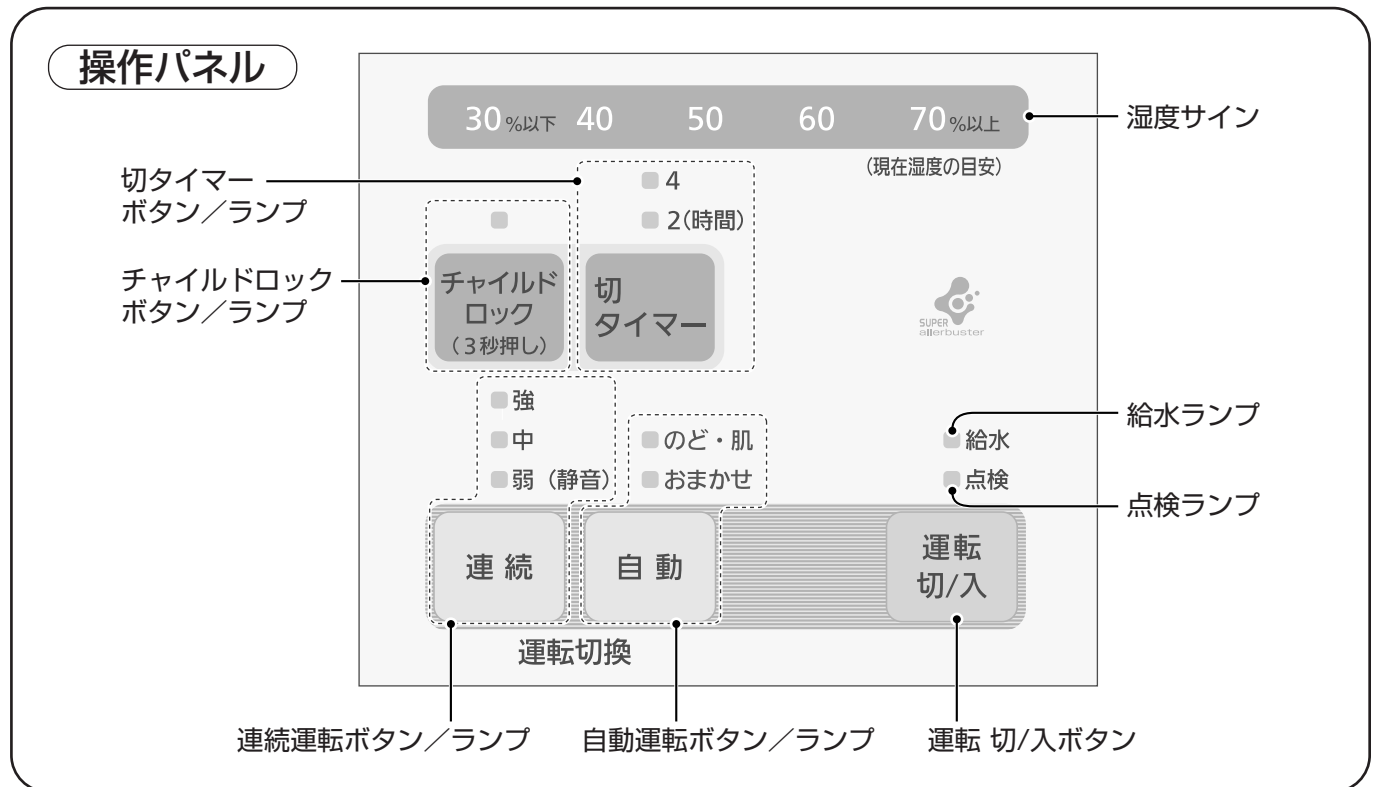 操作パネル
30%以下 40 50 60 70%以上
湿度サイン
(現在湿度の目安)
切タイマー
ボタン／ランプ
4
2(時間)
チャイルドロック
ボタン／ランプ
チャイルド
ロック
(3秒押し)
切
タイマー
SUPER
allerbuster
強
中
弱（静音）
のど・肌
おまかせ
給水
点検
給水ランプ
点検ランプ
連続
自動
運転
切/入
運転切換
連続運転ボタン／ランプ
自動運転ボタン／ランプ
運転 切/入ボタン